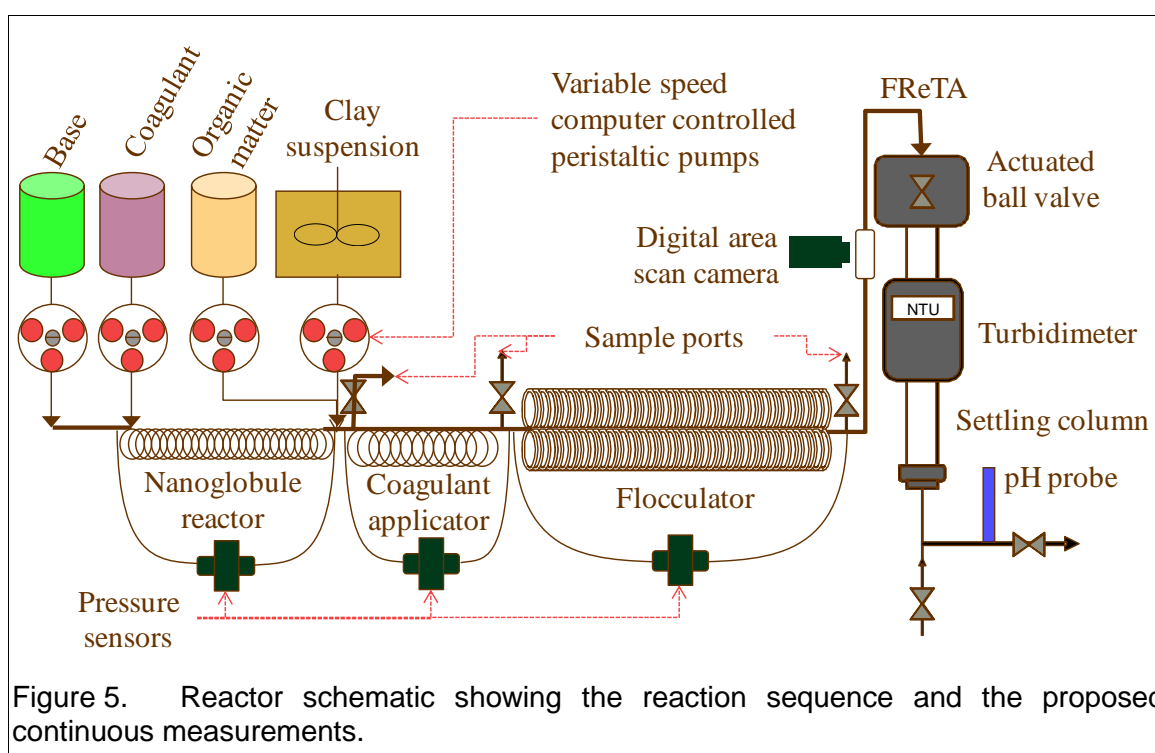 Base
Coagulant
Organic
matter
Clay
suspension
Variable speed
computer controlled
peristaltic pumps
FReTA
Actuated
ball valve
Digital area
scan camera
NTU
Turbidimeter
Sample ports
Settling column
pH probe
Nanoglobule
reactor
Coagulant
applicator
Flocculator
Pressure
sensors
Figure 5. Reactor schematic showing the reaction sequence and the proposed
continuous measurements.